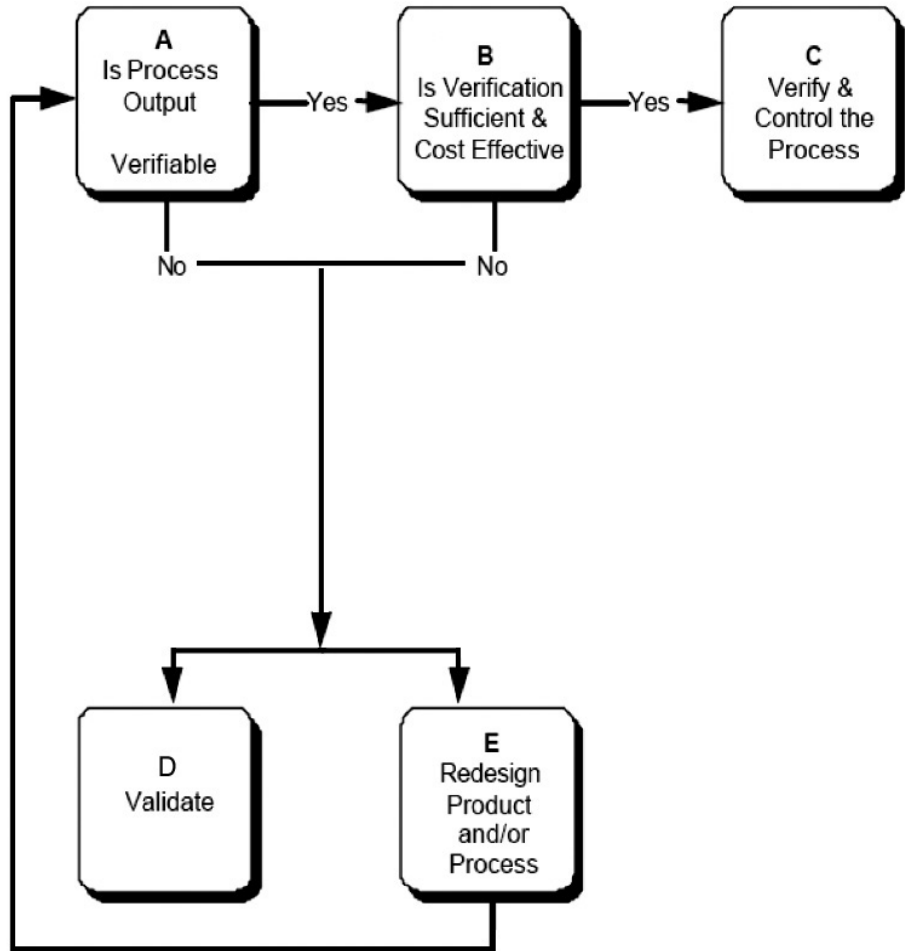 A
Is Process
Output
Verifiable
Yes
B
Is Verification
Sufficient &
Cost Effective
Yes
C
Verify &
Control the
Process
No
No
D
Validate
E
Redesign
Product
and/or
Process